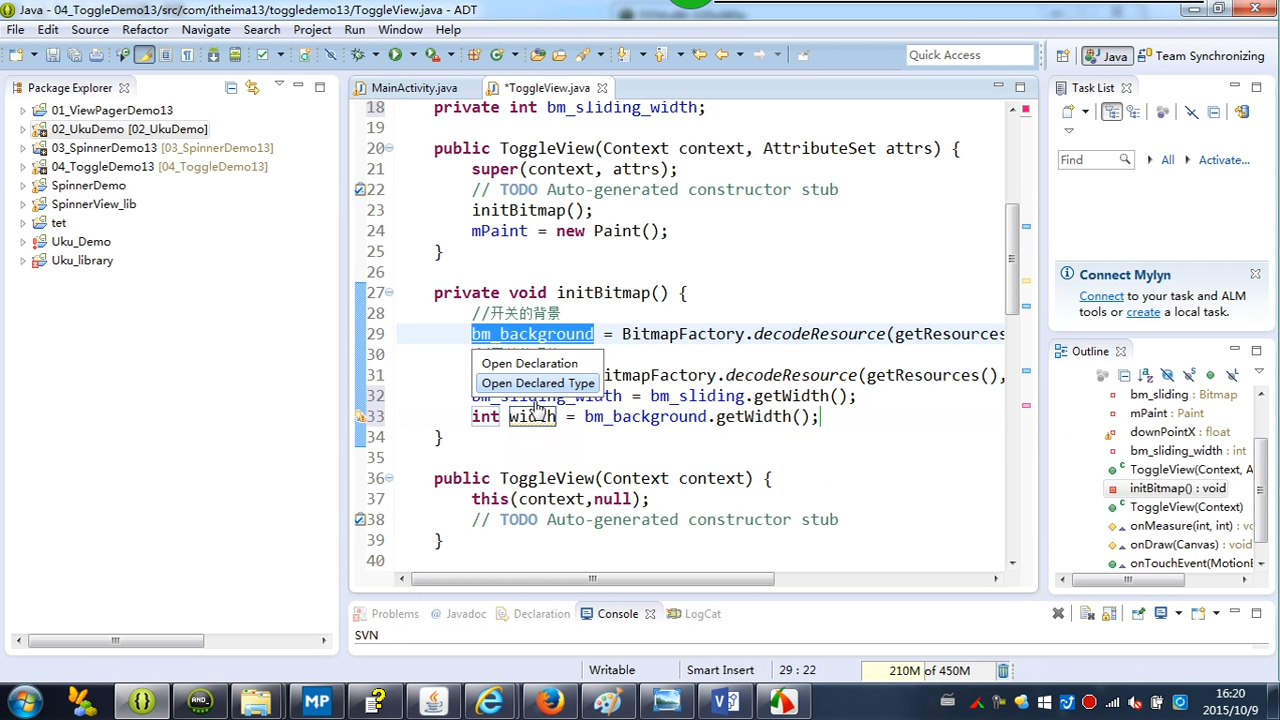 Java - 04_ToggleDemo13/src/com/itheima13/toggledemo13/ToggleView.java - ADT
File Edit Source Refactor Navigate Search Project Run Window Help
Quick Access
Java
Team Synchronizing
Package Explorer
01_ViewPagerDemo13
02_UkuDemo [02_UkuDemo]
03_SpinnerDemo13 [03_SpinnerDemo13]
04_ToggleDemo13 [04_ToggleDemo13]
SpinnerDemo
SpinnerView_lib
tet
Uku_Demo
Uku_library
MainActivity.java
*ToggleView.java
18 private int bm_sliding_width;
19
20 public ToggleView(Context context, AttributeSet attrs) {
21 super(context, attrs);
22 // TODO Auto-generated constructor stub
23 initBitmap();
24 mPaint = new Paint();
25 }
26
27 private void initBitmap() {
28 //开关的背景
29 bm_background = BitmapFactory.decodeResource(getResources
30
Open Declaration
31 itmapFactory.decodeResource(getResources(),
Open Declared Type
32 bm_sliding_width = bm_sliding.getWidth();
33 int width = bm_background.getWidth();
34 }
35
36 public ToggleView(Context context) {
37 this(context,null);
38 // TODO Auto-generated constructor stub
39 }
40
Task List
Find
All
Activate...
Connect Mylyn
Connect to your task and ALM
tools or create a local task.
Outline
bm_sliding : Bitmap
mPaint : Paint
downPointX : float
bm_sliding_width : int
ToggleView(Context, A
initBitmap() : void
ToggleView(Context)
onMeasure(int, int) : vo
onDraw(Canvas) : void
onTouchEvent(MotionE
Problems
Javadoc
Declaration
Console
LogCat
SVN
Writable
Smart Insert
29 : 22
210M of 450M
AND_
MP
16:20
2015/10/9